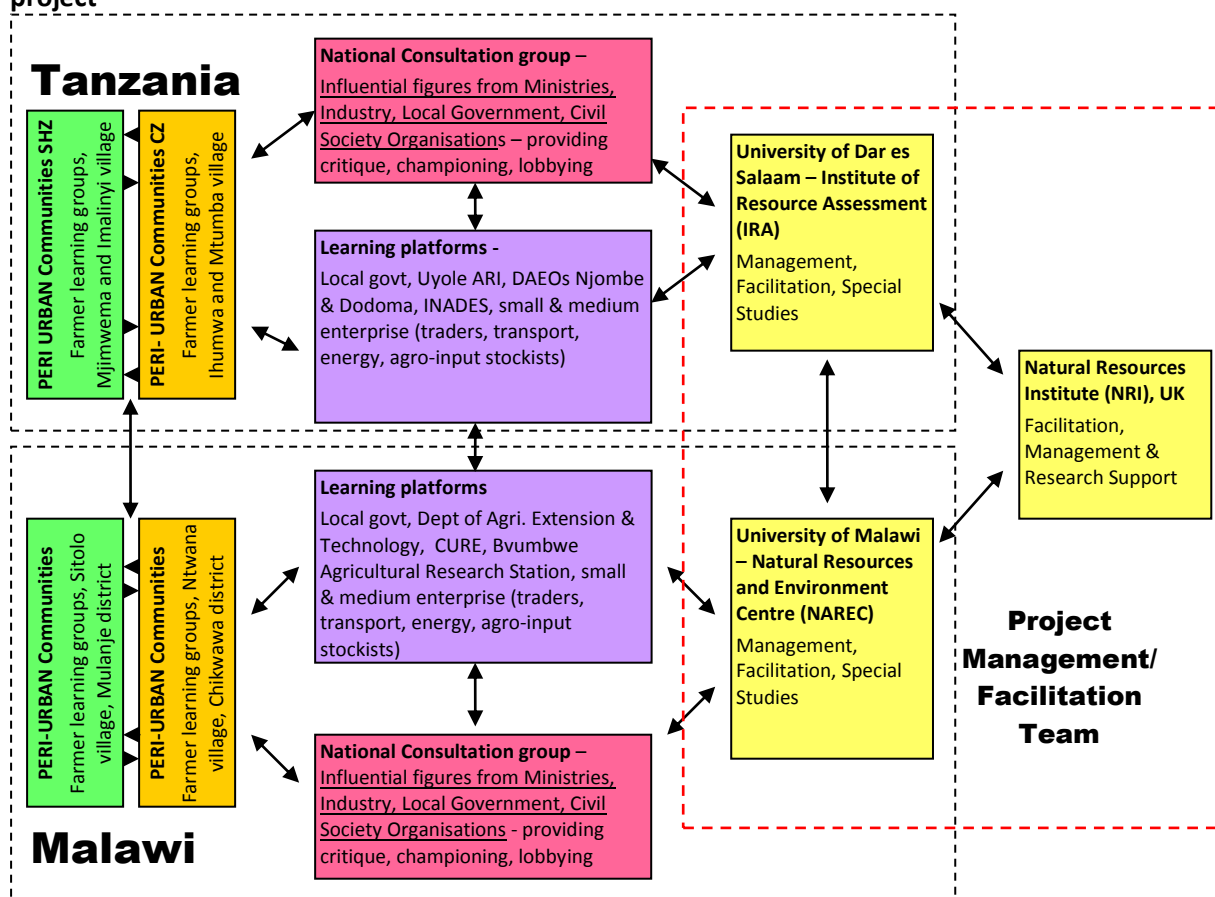 project
Tanzania
PERI URBAN Communities SHZ
Farmer learning groups,
Mjimwema and Imalinyi village
PERI- URBAN Communities CZ
Farmer learning groups,
Ihumwa and Mtumba village
National Consultation group –
Influential figures from Ministries,
Industry, Local Government, Civil
Society Organisations – providing
critique, championing, lobbying
Learning platforms -
Local govt, Uyole ARI, DAEOs Njombe
& Dodoma, INADES, small & medium
enterprise (traders, transport,
energy, agro-input stockists)
University of Dar es
Salaam – Institute of
Resource Assessment
(IRA)
Management,
Facilitation, Special
Studies
Natural Resources
Institute (NRI), UK
Facilitation,
Management &
Research Support
PERI-URBAN Communities
Farmer learning groups, Sitolo
village, Mulanje district
PERI-URBAN Communities
Farmer learning groups, Ntwana
village, Chikwawa district
Learning platforms
Local govt, Dept of Agri. Extension &
Technology, CURE, Bvumbwe
Agricultural Research Station, small
& medium enterprise (traders,
transport, energy, agro-input
stockists)
National Consultation group –
Influential figures from Ministries,
Industry, Local Government, Civil
Society Organisations - providing
critique, championing, lobbying
University of Malawi
– Natural Resources
and Environment
Centre (NAREC)
Management,
Facilitation, Special
Studies
Project
Management/
Facilitation
Team
Malawi